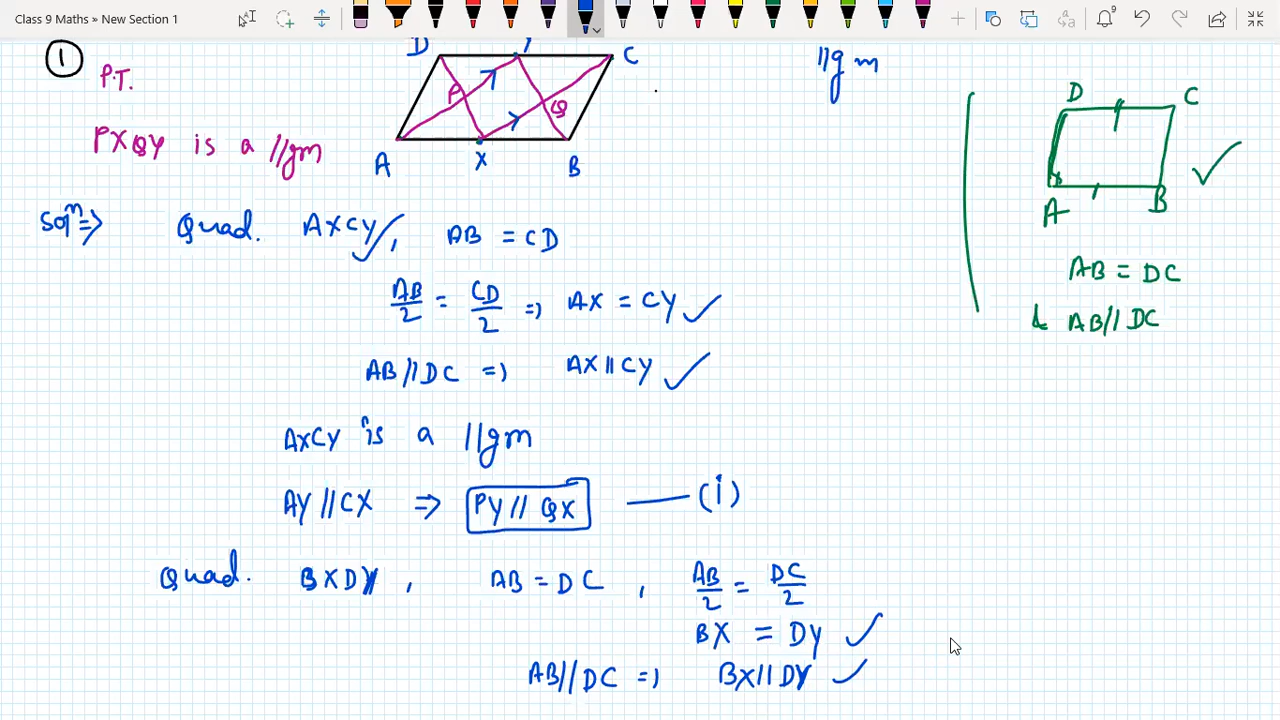 Class 9 Maths » New Section 1
① P.T.
PXQY is a //gm
D Y C
P Q
A X B
//gm
D C
A B
AB = DC
& AB // DC
Solⁿ ⇒ Quad. AXCY, AB = CD
AB/2 = CD/2 ⇒ AX = CY ✓
AB // DC ⇒ AX || CY ✓
AXCY is a //gm
AY // CX ⇒ PY // QX — (i)
Quad. BXDY, AB = DC, AB/2 = DC/2
BX = DY ✓
AB // DC ⇒ BX // DY ✓